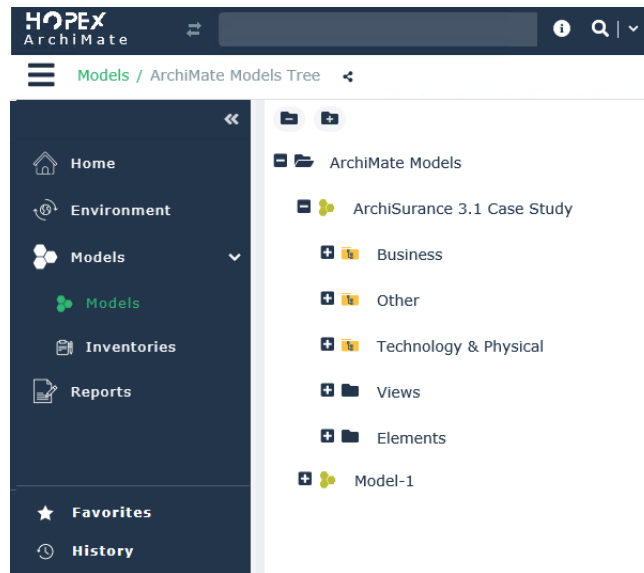 HOPEX
ArchiMate
Models / ArchiMate Models Tree
Home
Environment
Models
Models
Inventories
Reports
Favorites
History
ArchiMate Models
ArchiSurance 3.1 Case Study
Business
Other
Technology & Physical
Views
Elements
Model-1